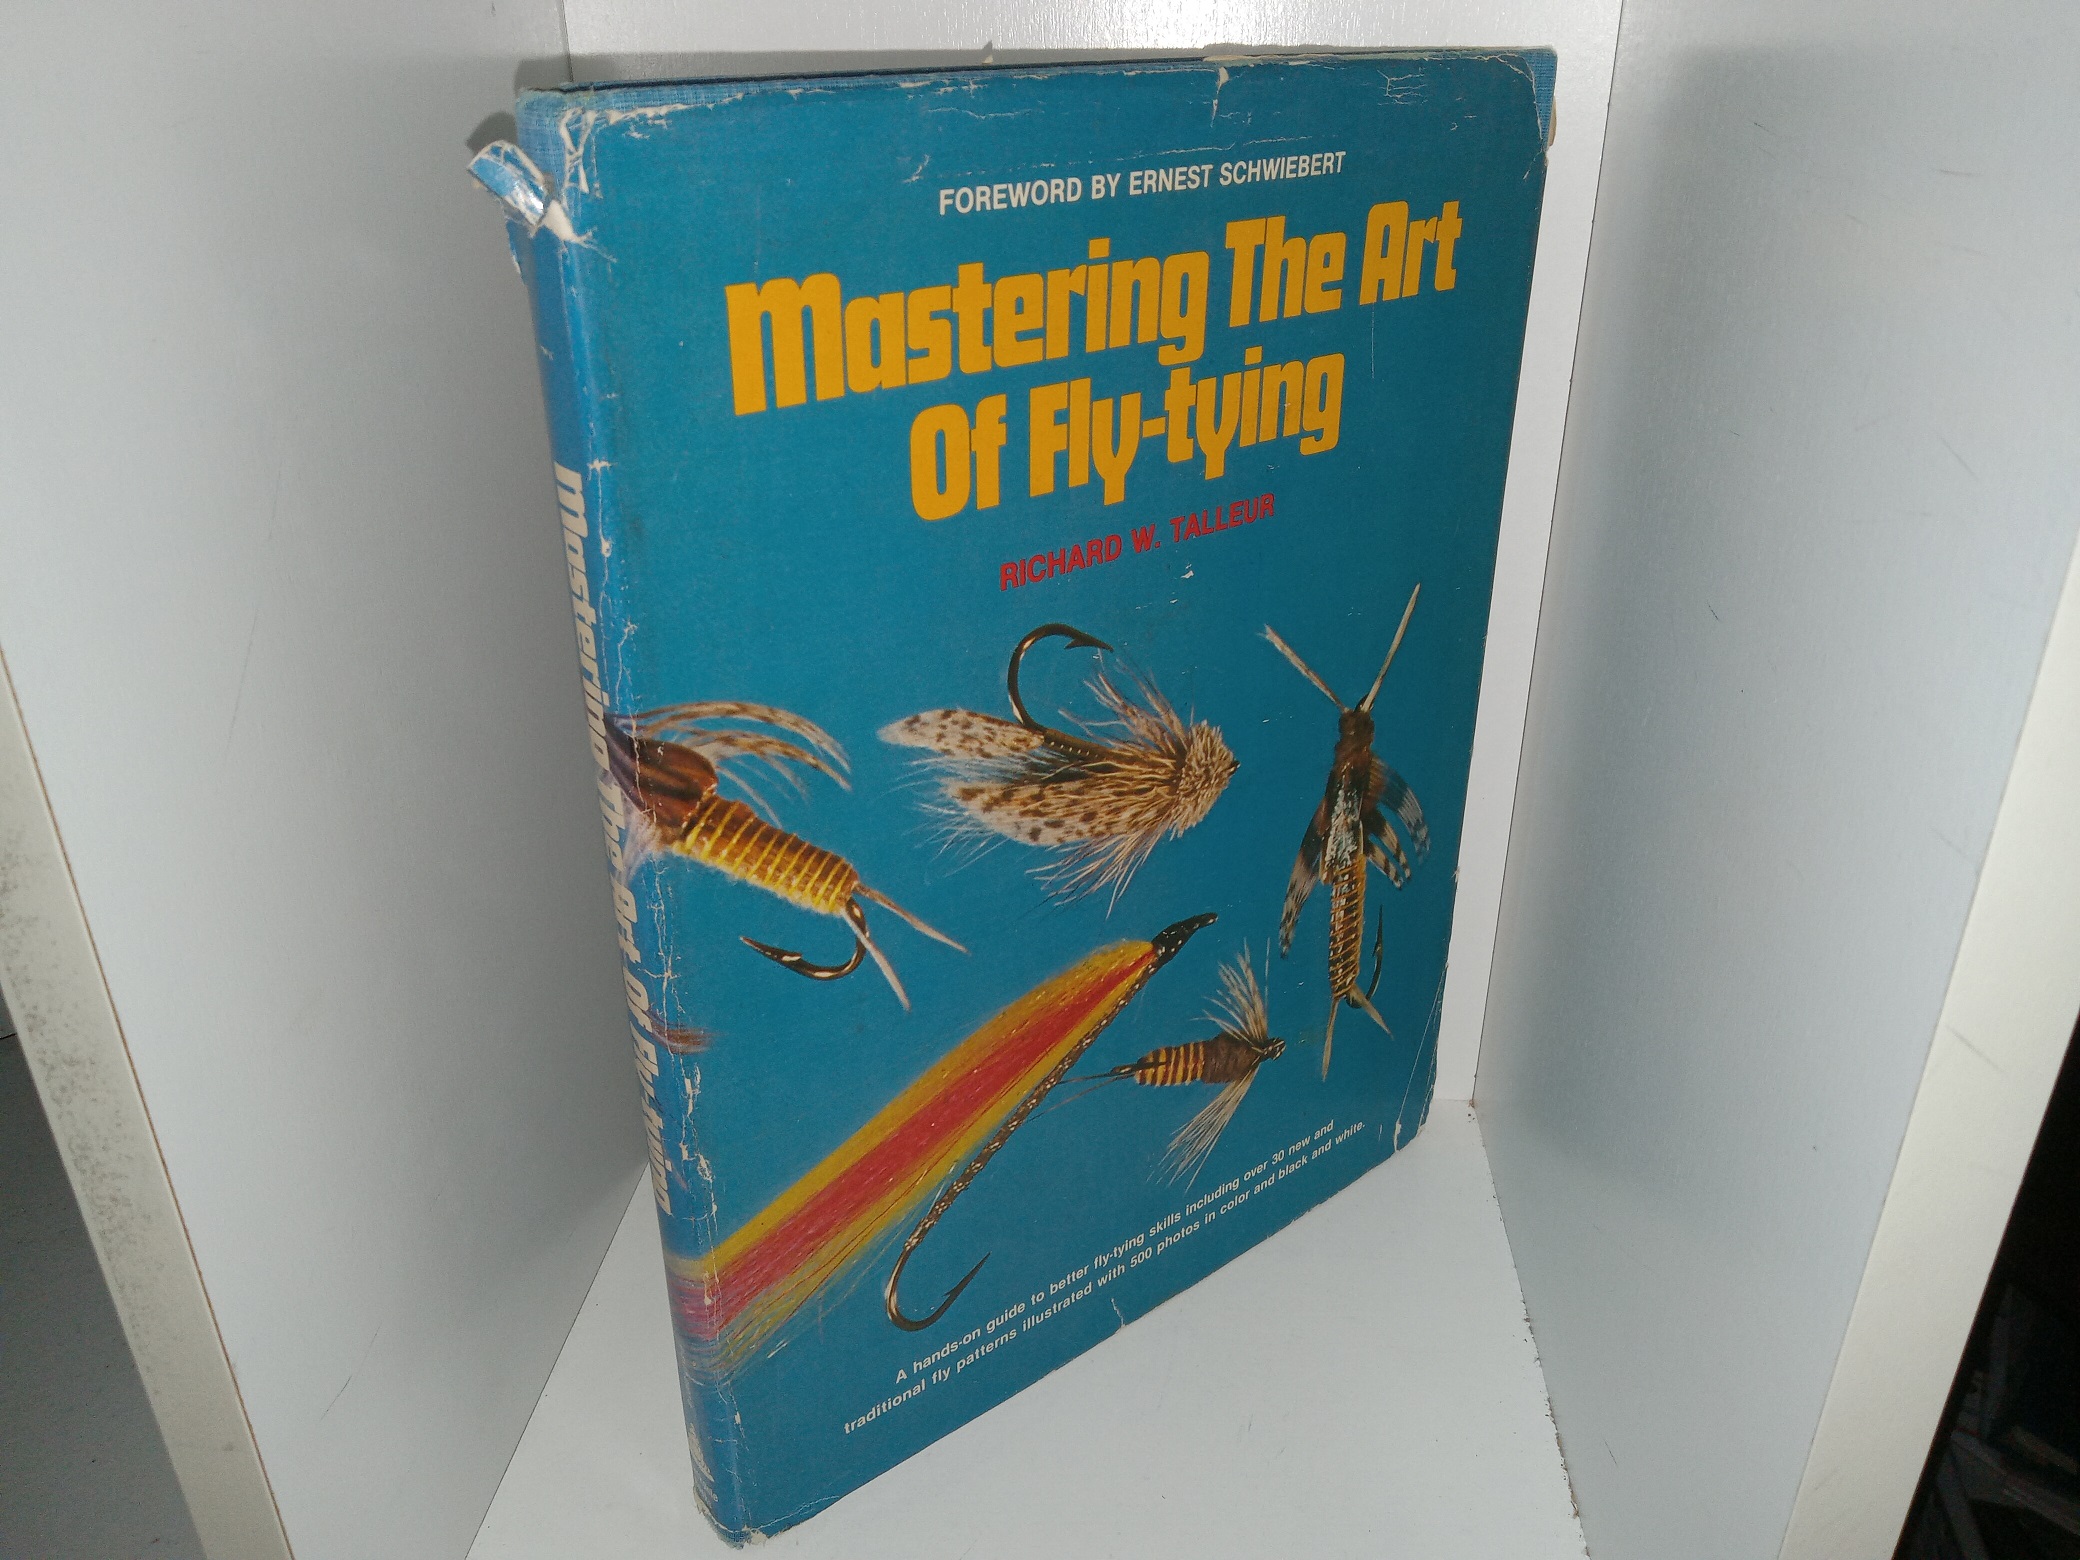 FOREWORD BY ERNEST SCHWIEBERT
Mastering The Art
Of Fly-tying
RICHARD W. TALLEUR
A hands-on guide to better fly-tying skills including over 30 new and
traditional fly patterns illustrated with 500 photos in color and black and white.
Mastering The Art Of Fly-tying